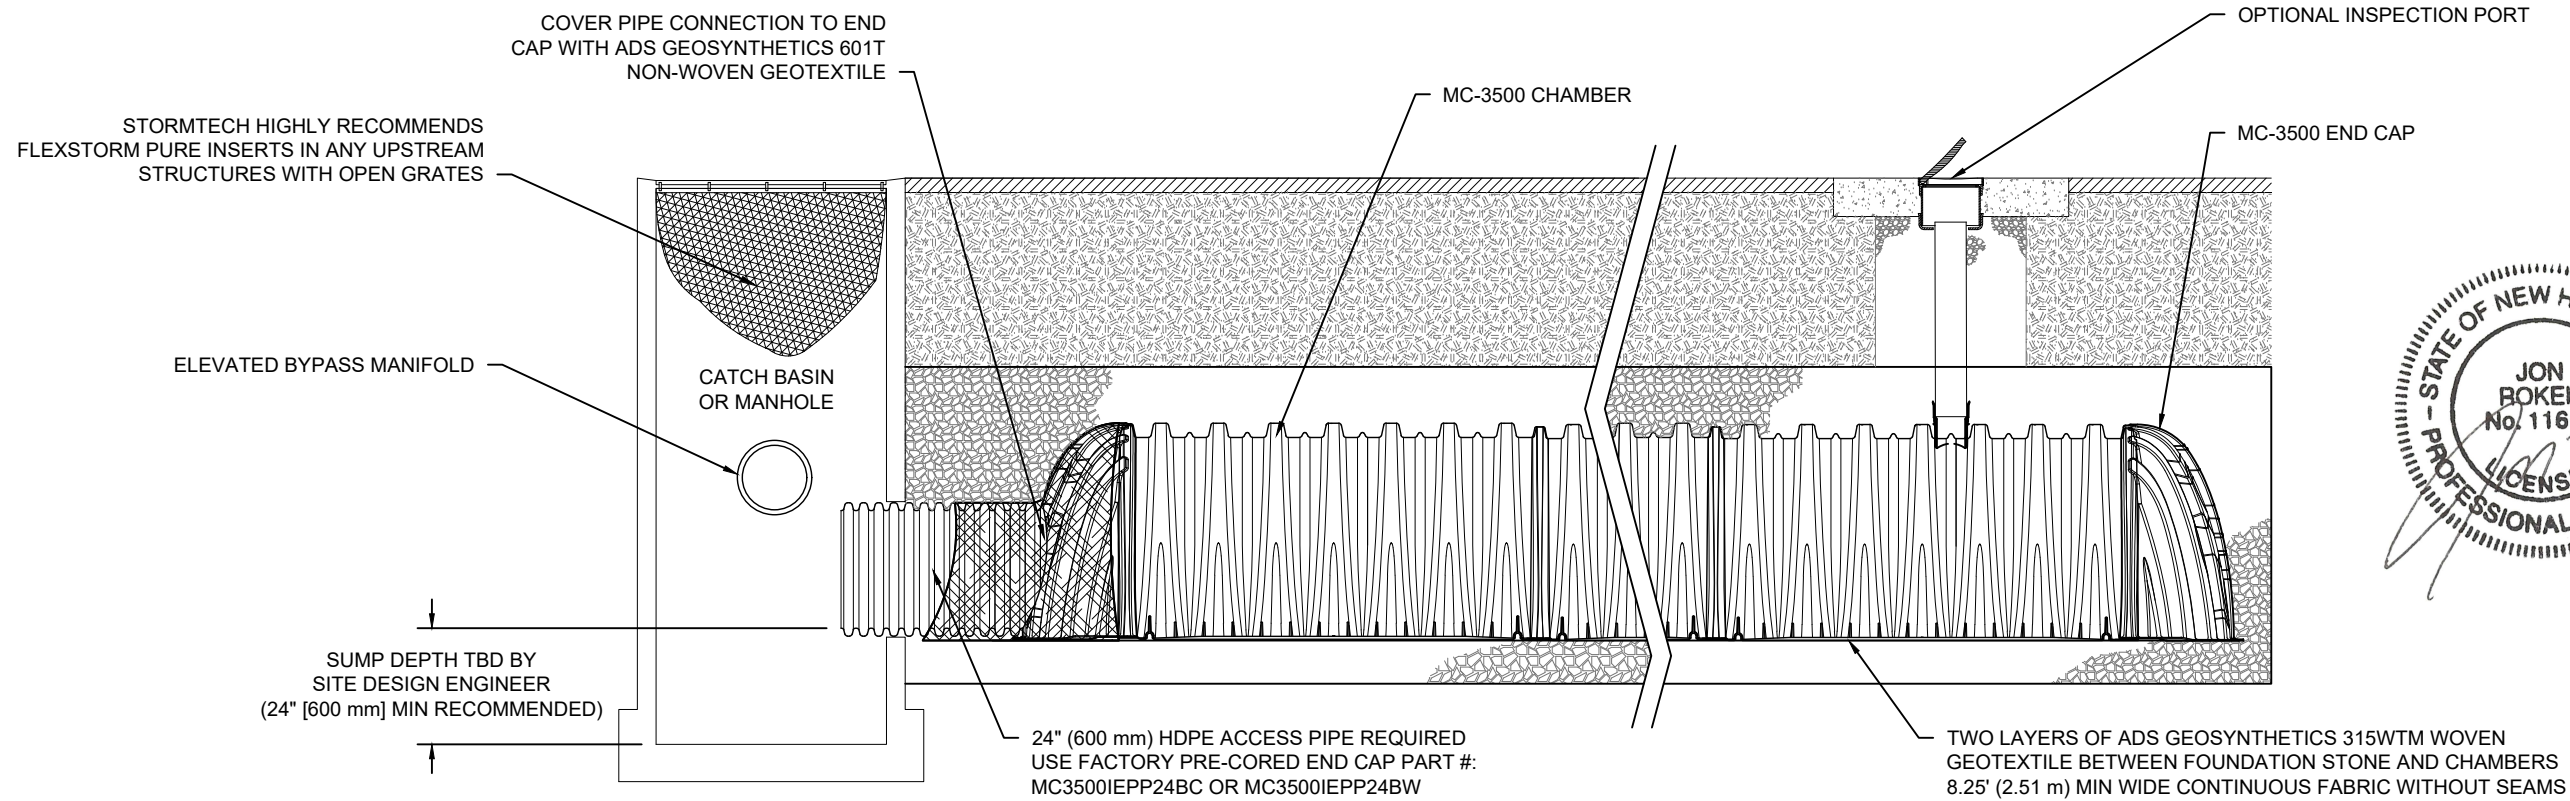 COVER PIPE CONNECTION TO END
CAP WITH ADS GEOSYNTHETICS 601T
NON-WOVEN GEOTEXTILE
OPTIONAL INSPECTION PORT
MC-3500 CHAMBER
STORMTECH HIGHLY RECOMMENDS
FLEXSTORM PURE INSERTS IN ANY UPSTREAM
STRUCTURES WITH OPEN GRATES
MC-3500 END CAP
ELEVATED BYPASS MANIFOLD
CATCH BASIN
OR MANHOLE
STATE OF NEW
JON
No. 116
PROFESSIONAL
SUMP DEPTH TBD BY
SITE DESIGN ENGINEER
(24" [600 mm] MIN RECOMMENDED)
24" (600 mm) HDPE ACCESS PIPE REQUIRED
USE FACTORY PRE-CORED END CAP PART #:
MC3500IEPP24BC OR MC3500IEPP24BW
TWO LAYERS OF ADS GEOSYNTHETICS 315WTM WOVEN
GEOTEXTILE BETWEEN FOUNDATION STONE AND CHAMBERS
8.25' (2.51 m) MIN WIDE CONTINUOUS FABRIC WITHOUT SEAMS